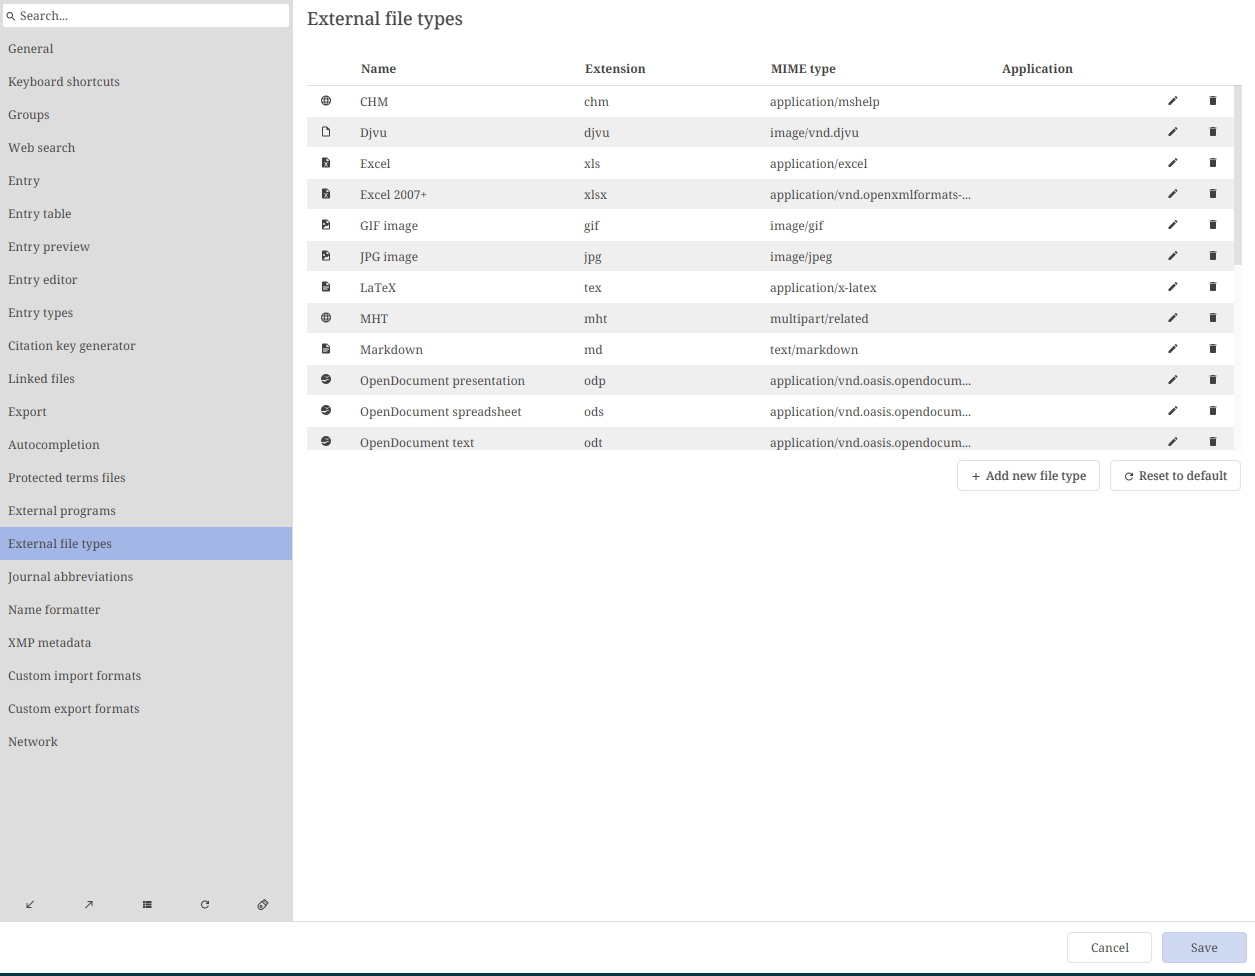 Search...
General
Keyboard shortcuts
Groups
Web search
Entry
Entry table
Entry preview
Entry editor
Entry types
Citation key generator
Linked files
Export
Autocompletion
Protected terms files
External programs
External file types
Journal abbreviations
Name formatter
XMP metadata
Custom import formats
Custom export formats
Network
External file types
Name Extension MIME type Application
CHM chm application/mshelp
Djvu djvu image/vnd.djvu
Excel xls application/excel
Excel 2007+ xlsx application/vnd.openxmlformats-...
GIF image gif image/gif
JPG image jpg image/jpeg
LaTeX tex application/x-latex
MHT mht multipart/related
Markdown md text/markdown
OpenDocument presentation odp application/vnd.oasis.opendocum...
OpenDocument spreadsheet ods application/vnd.oasis.opendocum...
OpenDocument text odt application/vnd.oasis.opendocum...
+ Add new file type Reset to default
Cancel Save